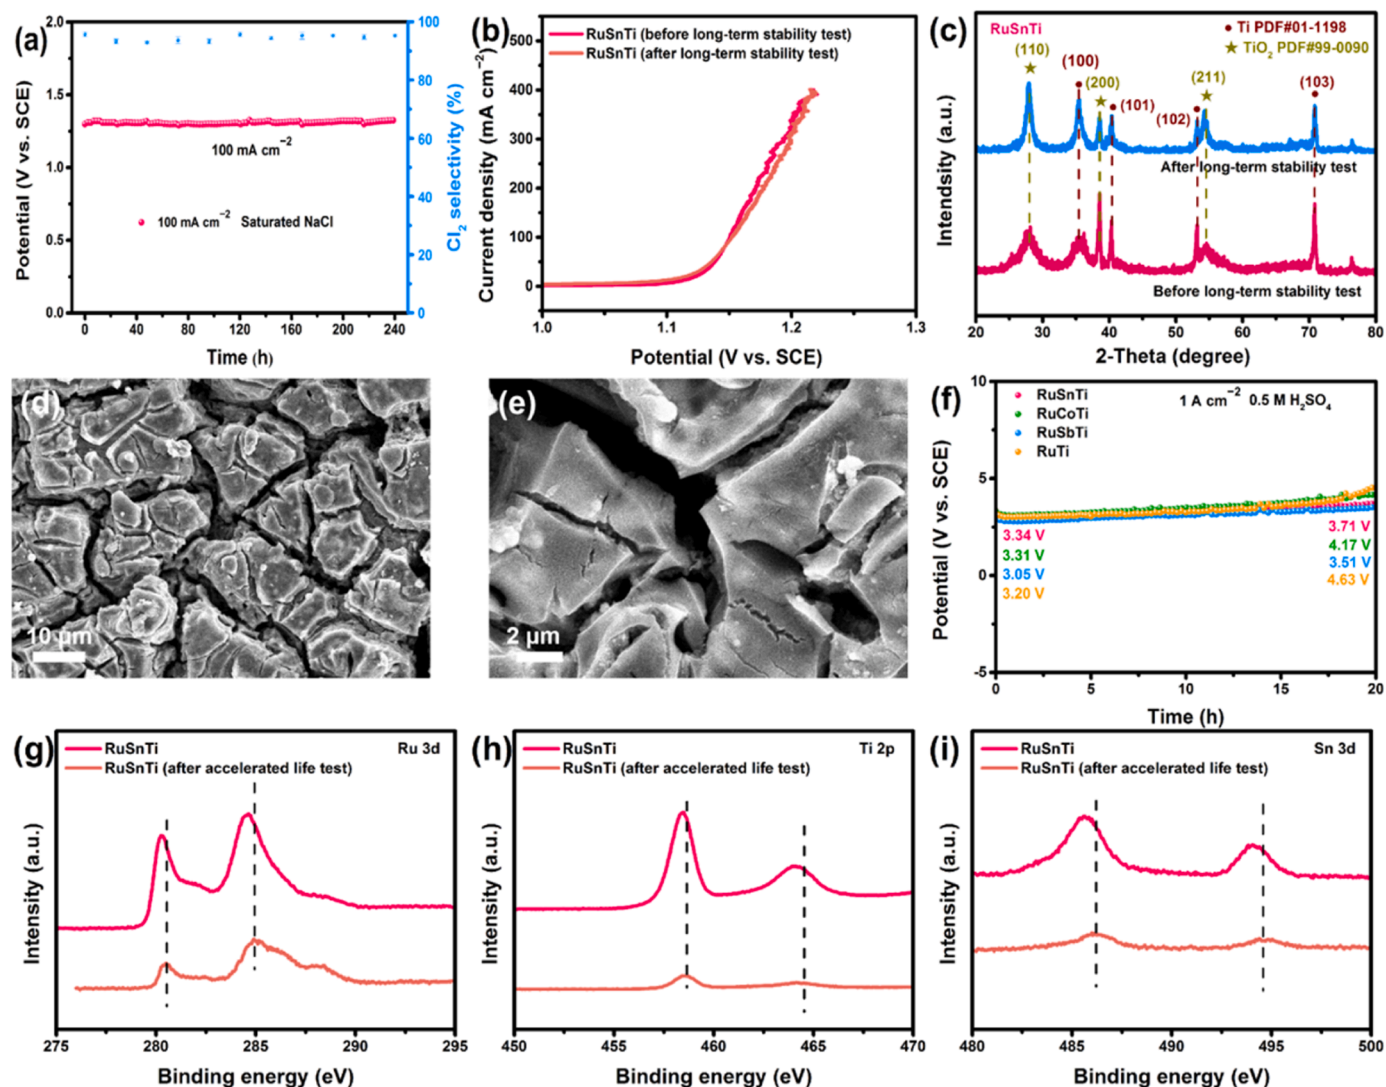 (a)
2.0
1.5
1.0
0.5
0.0
Potential (V vs. SCE)
100 mA cm−2
100 mA cm−2 Saturated NaCl
0 40 80 120 160 200 240
Time (h)
100
80
60
40
20
0
Cl2 selectivity (%)
(b)
RuSnTi (before long-term stability test)
RuSnTi (after long-term stability test)
500
400
300
200
100
0
Current density (mA cm−2)
1.0 1.1 1.2 1.3
Potential (V vs. SCE)
(c)
RuSnTi
Ti PDF#01-1198
TiO2 PDF#99-0090
(110)
(100)
(200)
(101)
(102)
(211)
(103)
After long-term stability test
Before long-term stability test
Intendsity (a.u.)
20 30 40 50 60 70 80
2-Theta (degree)
(d)
10 μm
(e)
2 μm
(f)
1 A cm−2 0.5 M H2SO4
RuSnTi
RuCoTi
RuSbTi
RuTi
10
5
0
-5
Potential (V vs. SCE)
3.34 V
3.31 V
3.05 V
3.20 V
3.71 V
4.17 V
3.51 V
4.63 V
0 5 10 15 20
Time (h)
(g)
RuSnTi
RuSnTi (after accelerated life test)
Ru 3d
Intensity (a.u.)
275 280 285 290 295
Binding energy (eV)
(h)
RuSnTi
RuSnTi (after accelerated life test)
Ti 2p
Intensity (a.u.)
450 455 460 465 470
Binding energy (eV)
(i)
RuSnTi
RuSnTi (after accelerated life test)
Sn 3d
Intensity (a.u.)
480 485 490 495 500
Binding energy (eV)